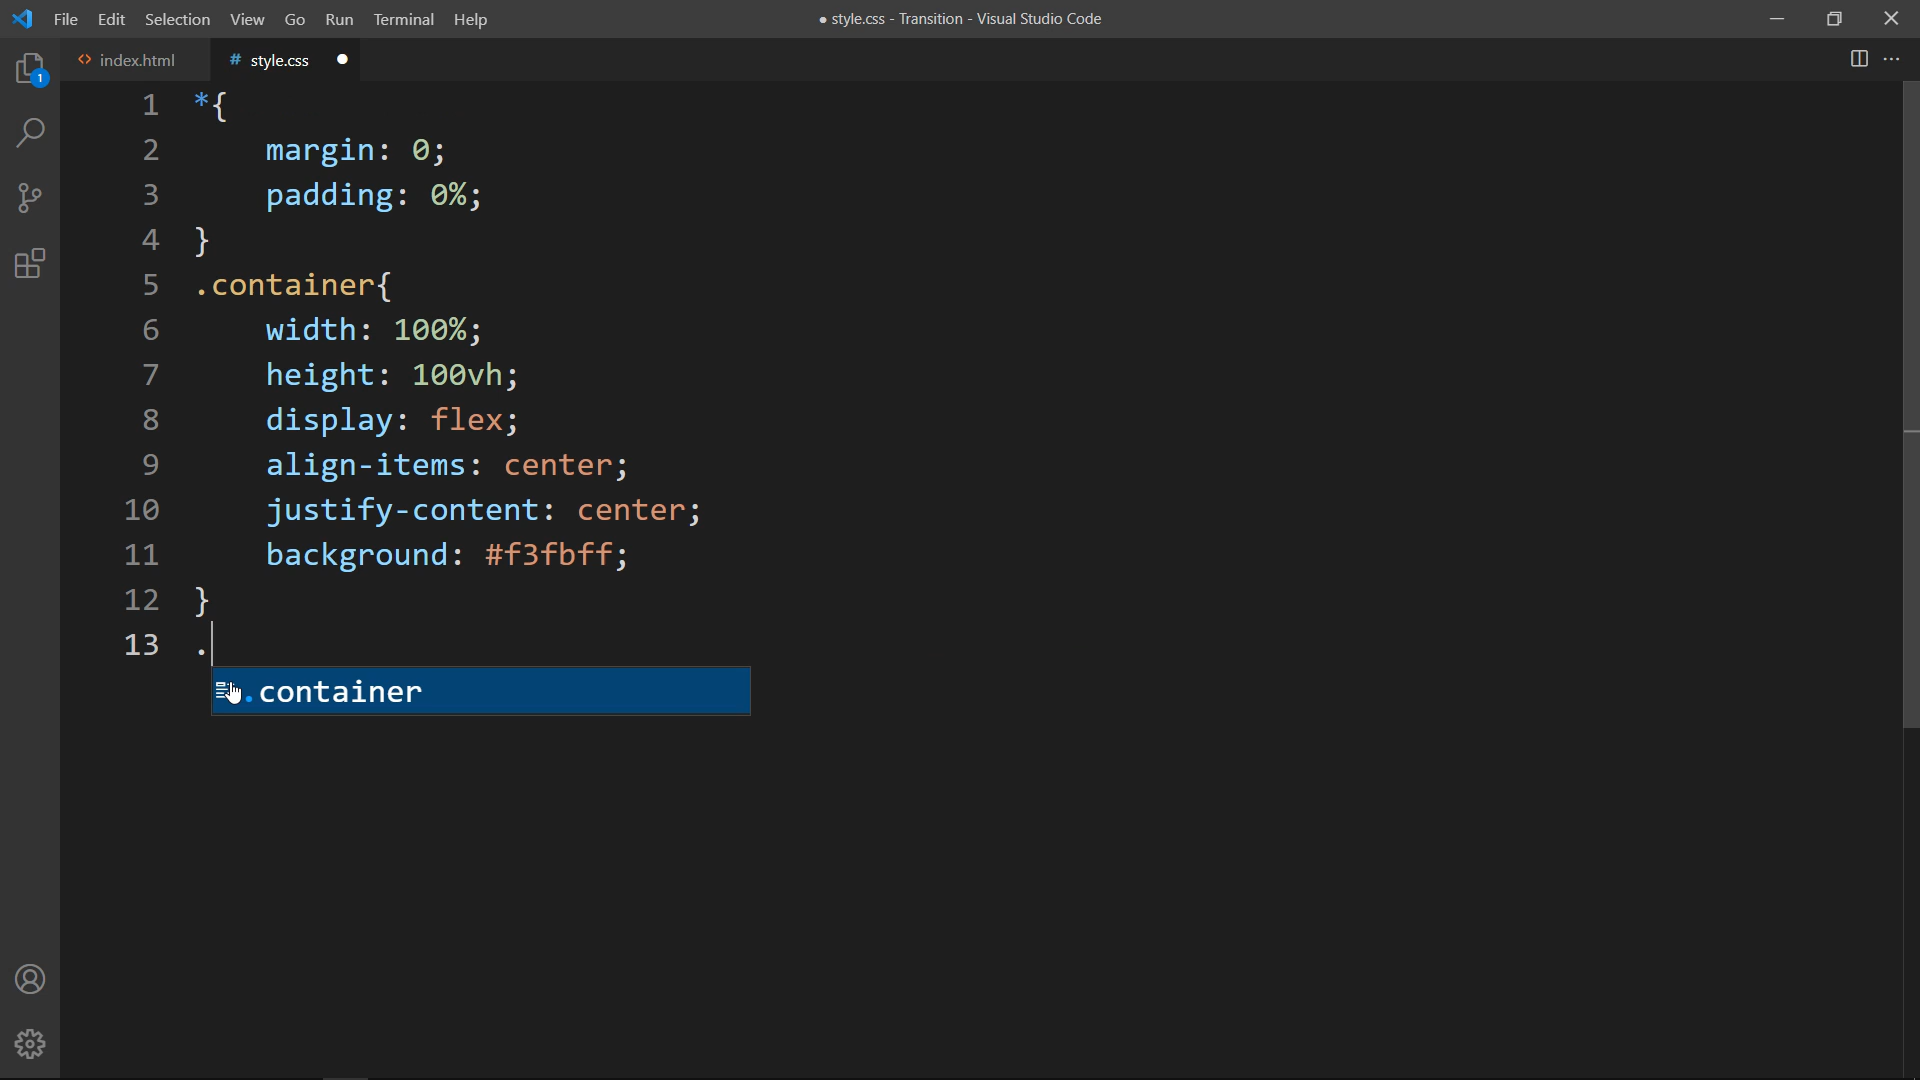 File Edit Selection View Go Run Terminal Help
● style.css - Transition - Visual Studio Code
<> index.html
# style.css ●
1
1 *{
2 margin: 0;
3 padding: 0%;
4 }
5 .container{
6 width: 100%;
7 height: 100vh;
8 display: flex;
9 align-items: center;
10 justify-content: center;
11 background: #f3fbff;
12 }
13 .
.container